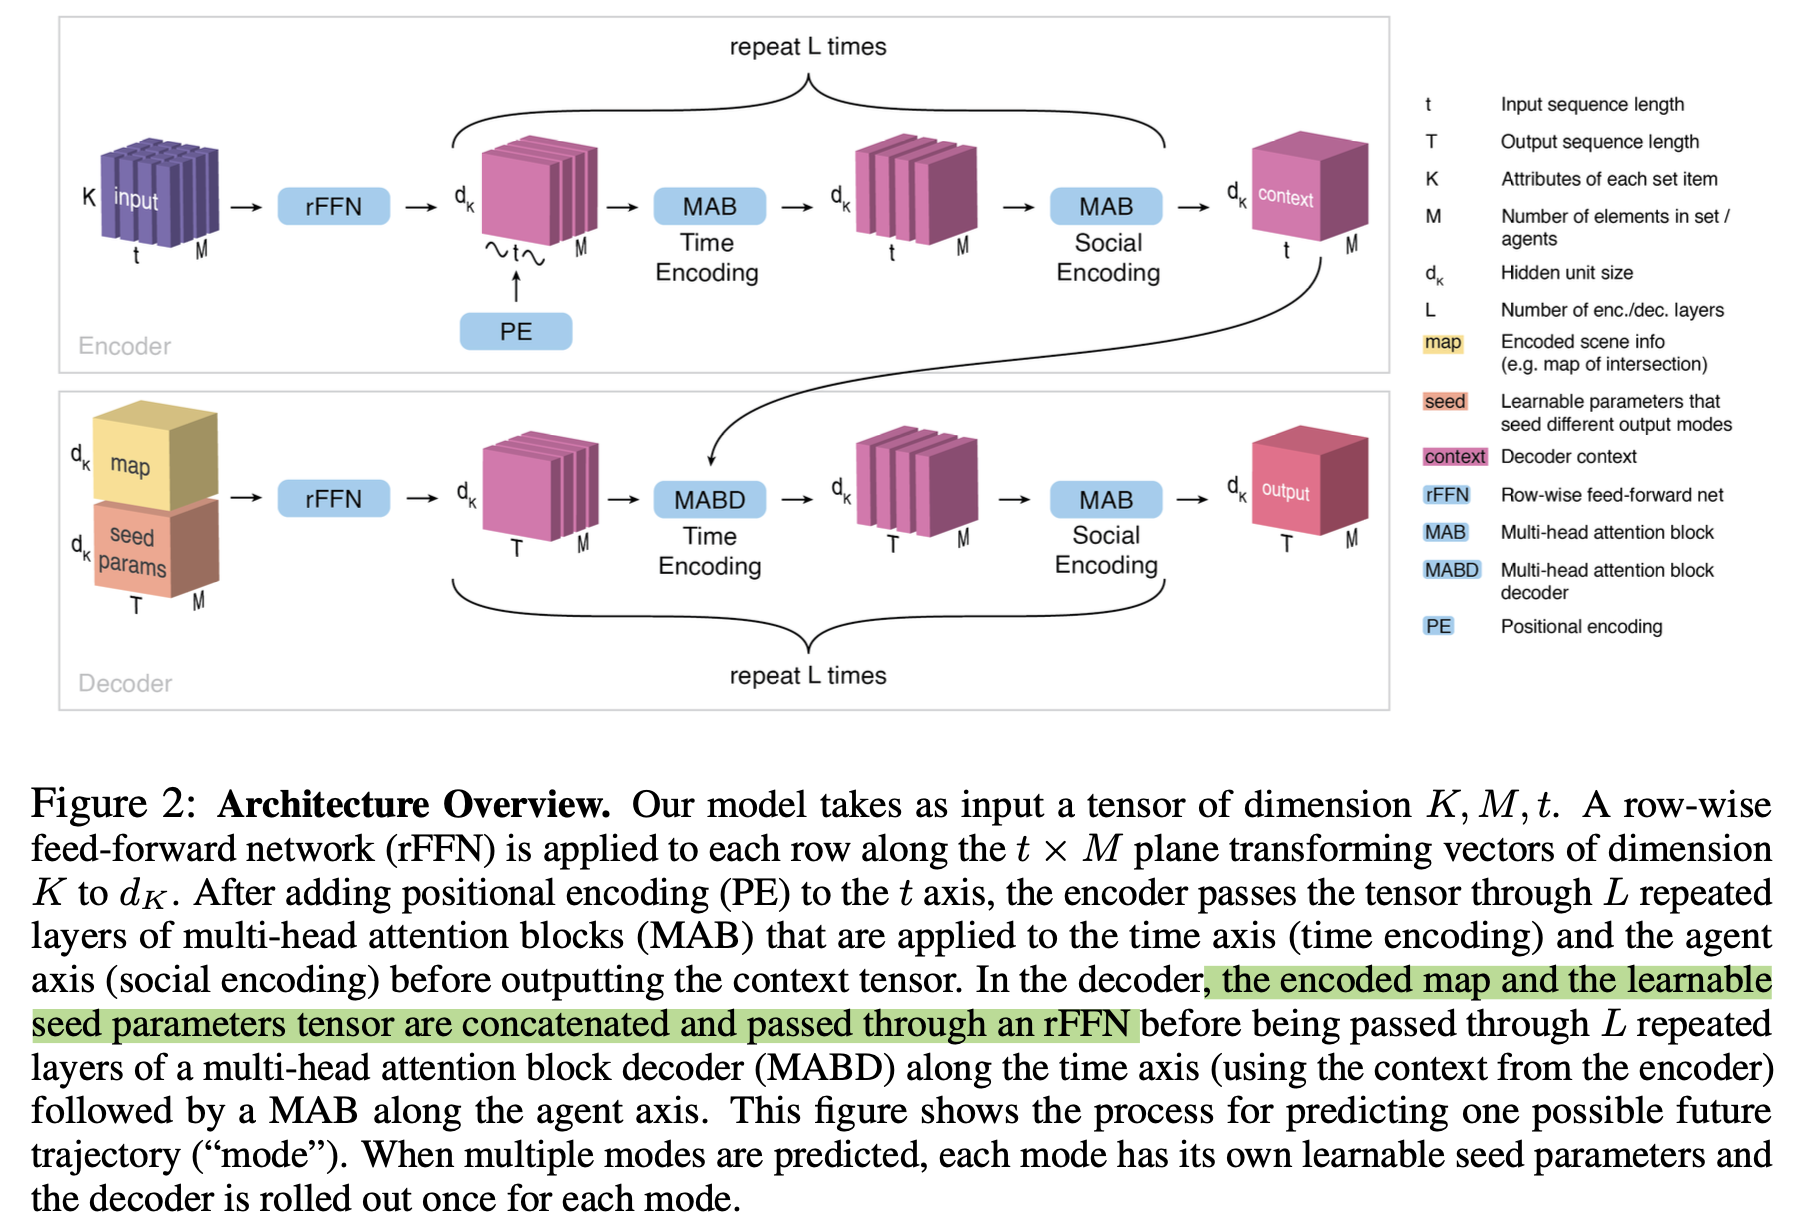 repeat L times
K
input
t
M
rFFN
dK
t
M
PE
MAB
Time
Encoding
dK
t
M
MAB
Social
Encoding
dK
context
t
M
Encoder
dK
map
dK
seed
params
T
M
rFFN
dK
T
M
MABD
Time
Encoding
dK
T
M
MAB
Social
Encoding
dK
output
T
M
repeat L times
Decoder
t Input sequence length
T Output sequence length
K Attributes of each set item
M Number of elements in set /
agents
dK Hidden unit size
L Number of enc./dec. layers
map Encoded scene info
(e.g. map of intersection)
seed Learnable parameters that
seed different output modes
context Decoder context
rFFN Row-wise feed-forward net
MAB Multi-head attention block
MABD Multi-head attention block
decoder
PE Positional encoding
Figure 2: Architecture Overview. Our model takes as input a tensor of dimension K, M, t. A row-wise
feed-forward network (rFFN) is applied to each row along the t × M plane transforming vectors of dimension
K to dK. After adding positional encoding (PE) to the t axis, the encoder passes the tensor through L repeated
layers of multi-head attention blocks (MAB) that are applied to the time axis (time encoding) and the agent
axis (social encoding) before outputting the context tensor. In the decoder, the encoded map and the learnable
seed parameters tensor are concatenated and passed through an rFFN before being passed through L repeated
layers of a multi-head attention block decoder (MABD) along the time axis (using the context from the encoder)
followed by a MAB along the agent axis. This figure shows the process for predicting one possible future
trajectory (“mode”). When multiple modes are predicted, each mode has its own learnable seed parameters and
the decoder is rolled out once for each mode.